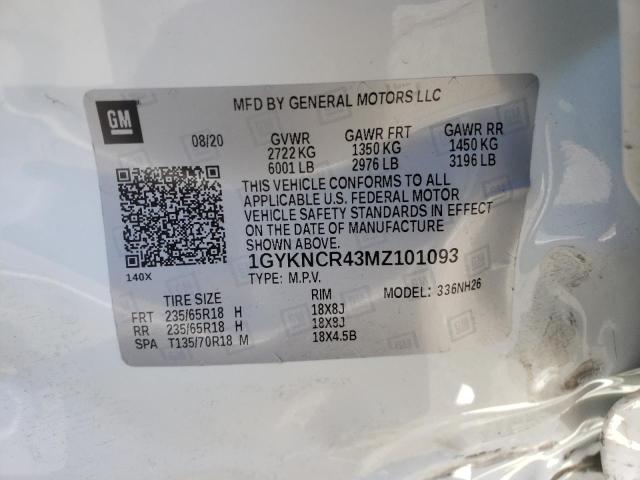 GM
MFD BY GENERAL MOTORS LLC
08/20 GVWR GAWR FRT GAWR RR
2722 KG 1350 KG 1450 KG
6001 LB 2976 LB 3196 LB
THIS VEHICLE CONFORMS TO ALL
APPLICABLE U.S. FEDERAL MOTOR
VEHICLE SAFETY STANDARDS IN EFFECT
ON THE DATE OF MANUFACTURE
SHOWN ABOVE.
140X
1GYKNCR43MZ101093
TYPE: M.P.V. MODEL: 336NH26
TIRE SIZE RIM
FRT 235/65R18 H 18X8J
RR 235/65R18 H 18X8J
SPA T135/70R18 M 18X4.5B